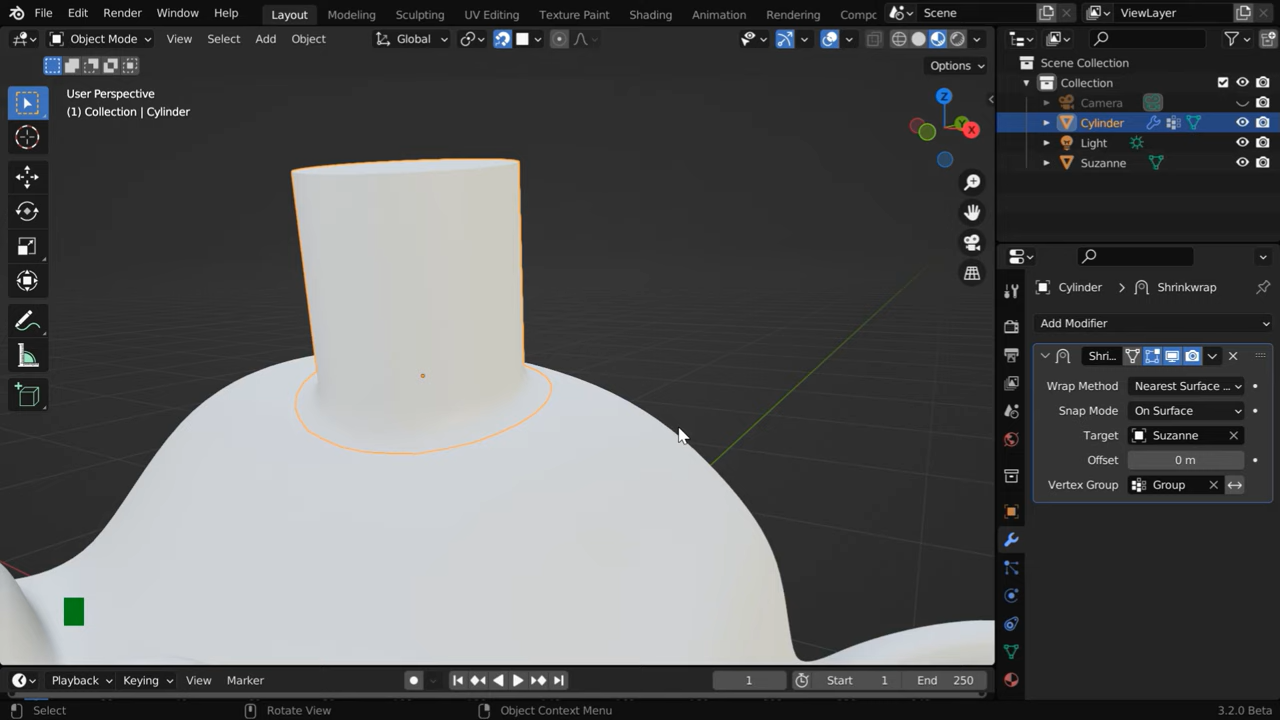 File Edit Render Window Help Layout Modeling Sculpting UV Editing Texture Paint Shading Animation Rendering Compc Scene ViewLayer
Object Mode View Select Add Object Global
Options
User Perspective
(1) Collection | Cylinder
Z
Y
X
Scene Collection
Collection
Camera
Cylinder
Light
Suzanne
Cylinder > Shrinkwrap
Add Modifier
Shri...
Wrap Method Nearest Surface ...
Snap Mode On Surface
Target Suzanne
Offset 0 m
Vertex Group Group
Playback Keying View Marker 1 Start 1 End 250
Select Rotate View Object Context Menu 3.2.0 Beta